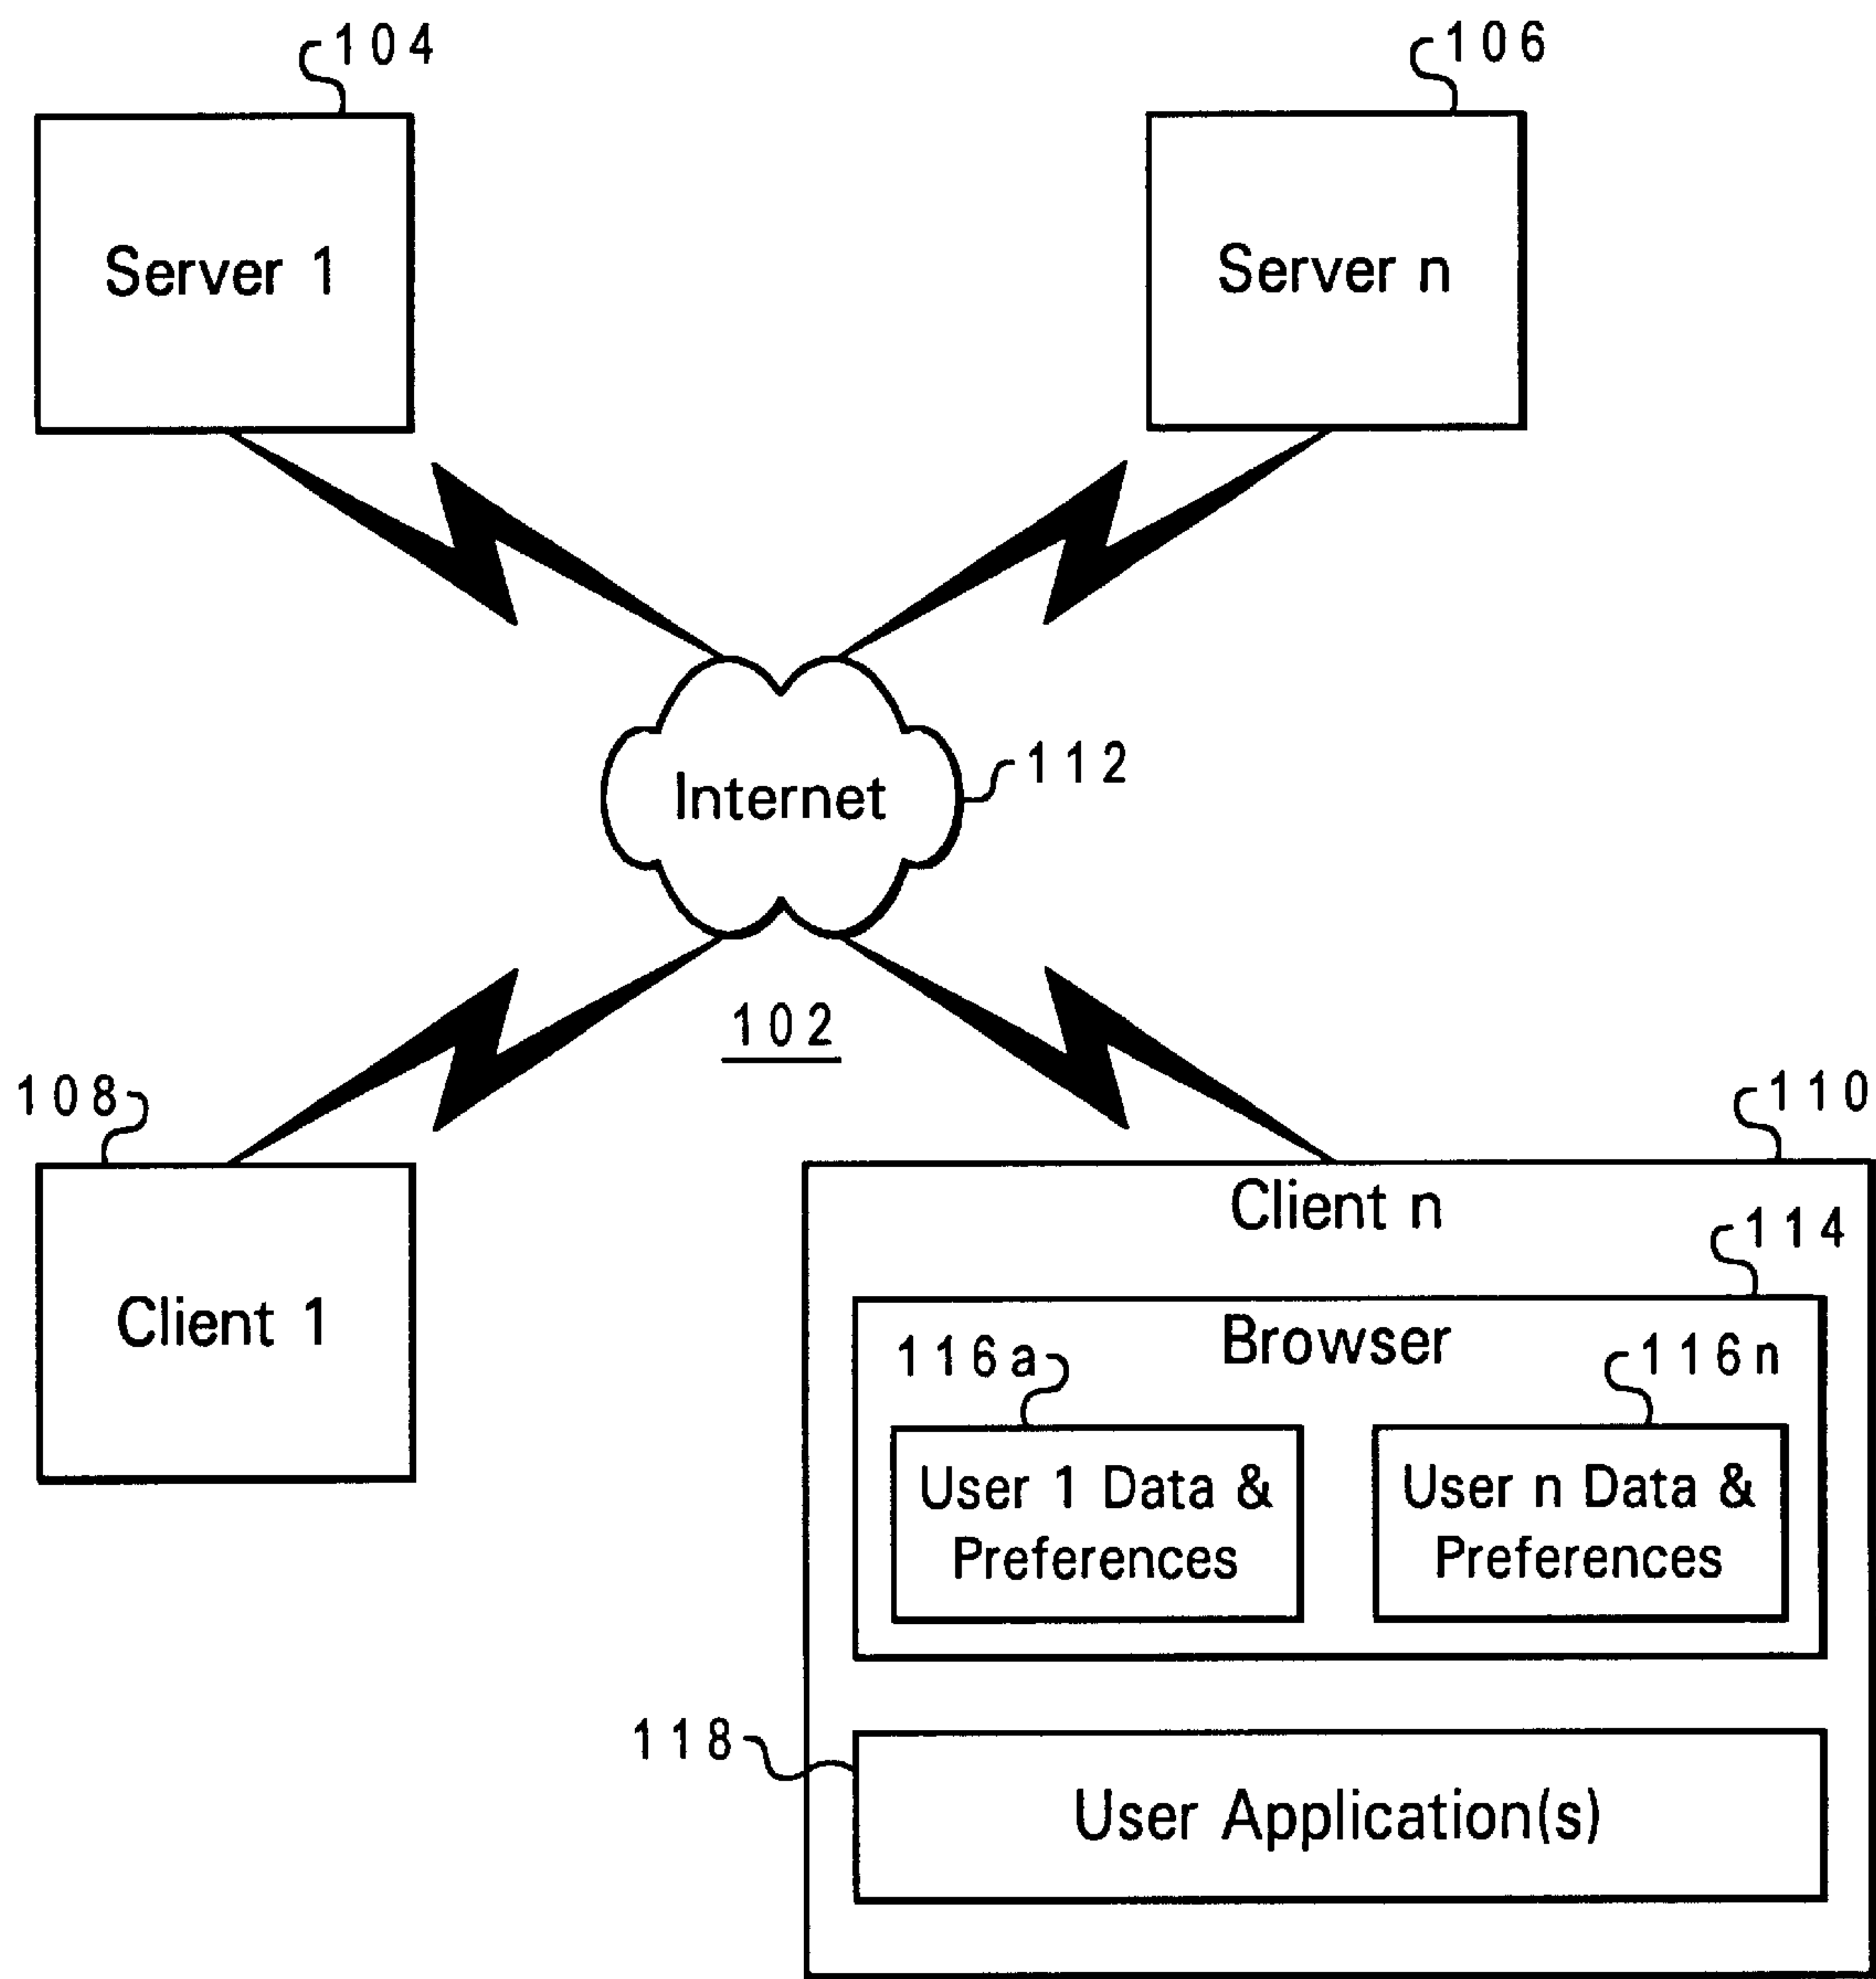 104
106
Server 1
Server n
Internet
112
102
108
110
Client 1
Client n
114
Browser
116a
116n
User 1 Data &
Preferences
User n Data &
Preferences
118
User Application(s)